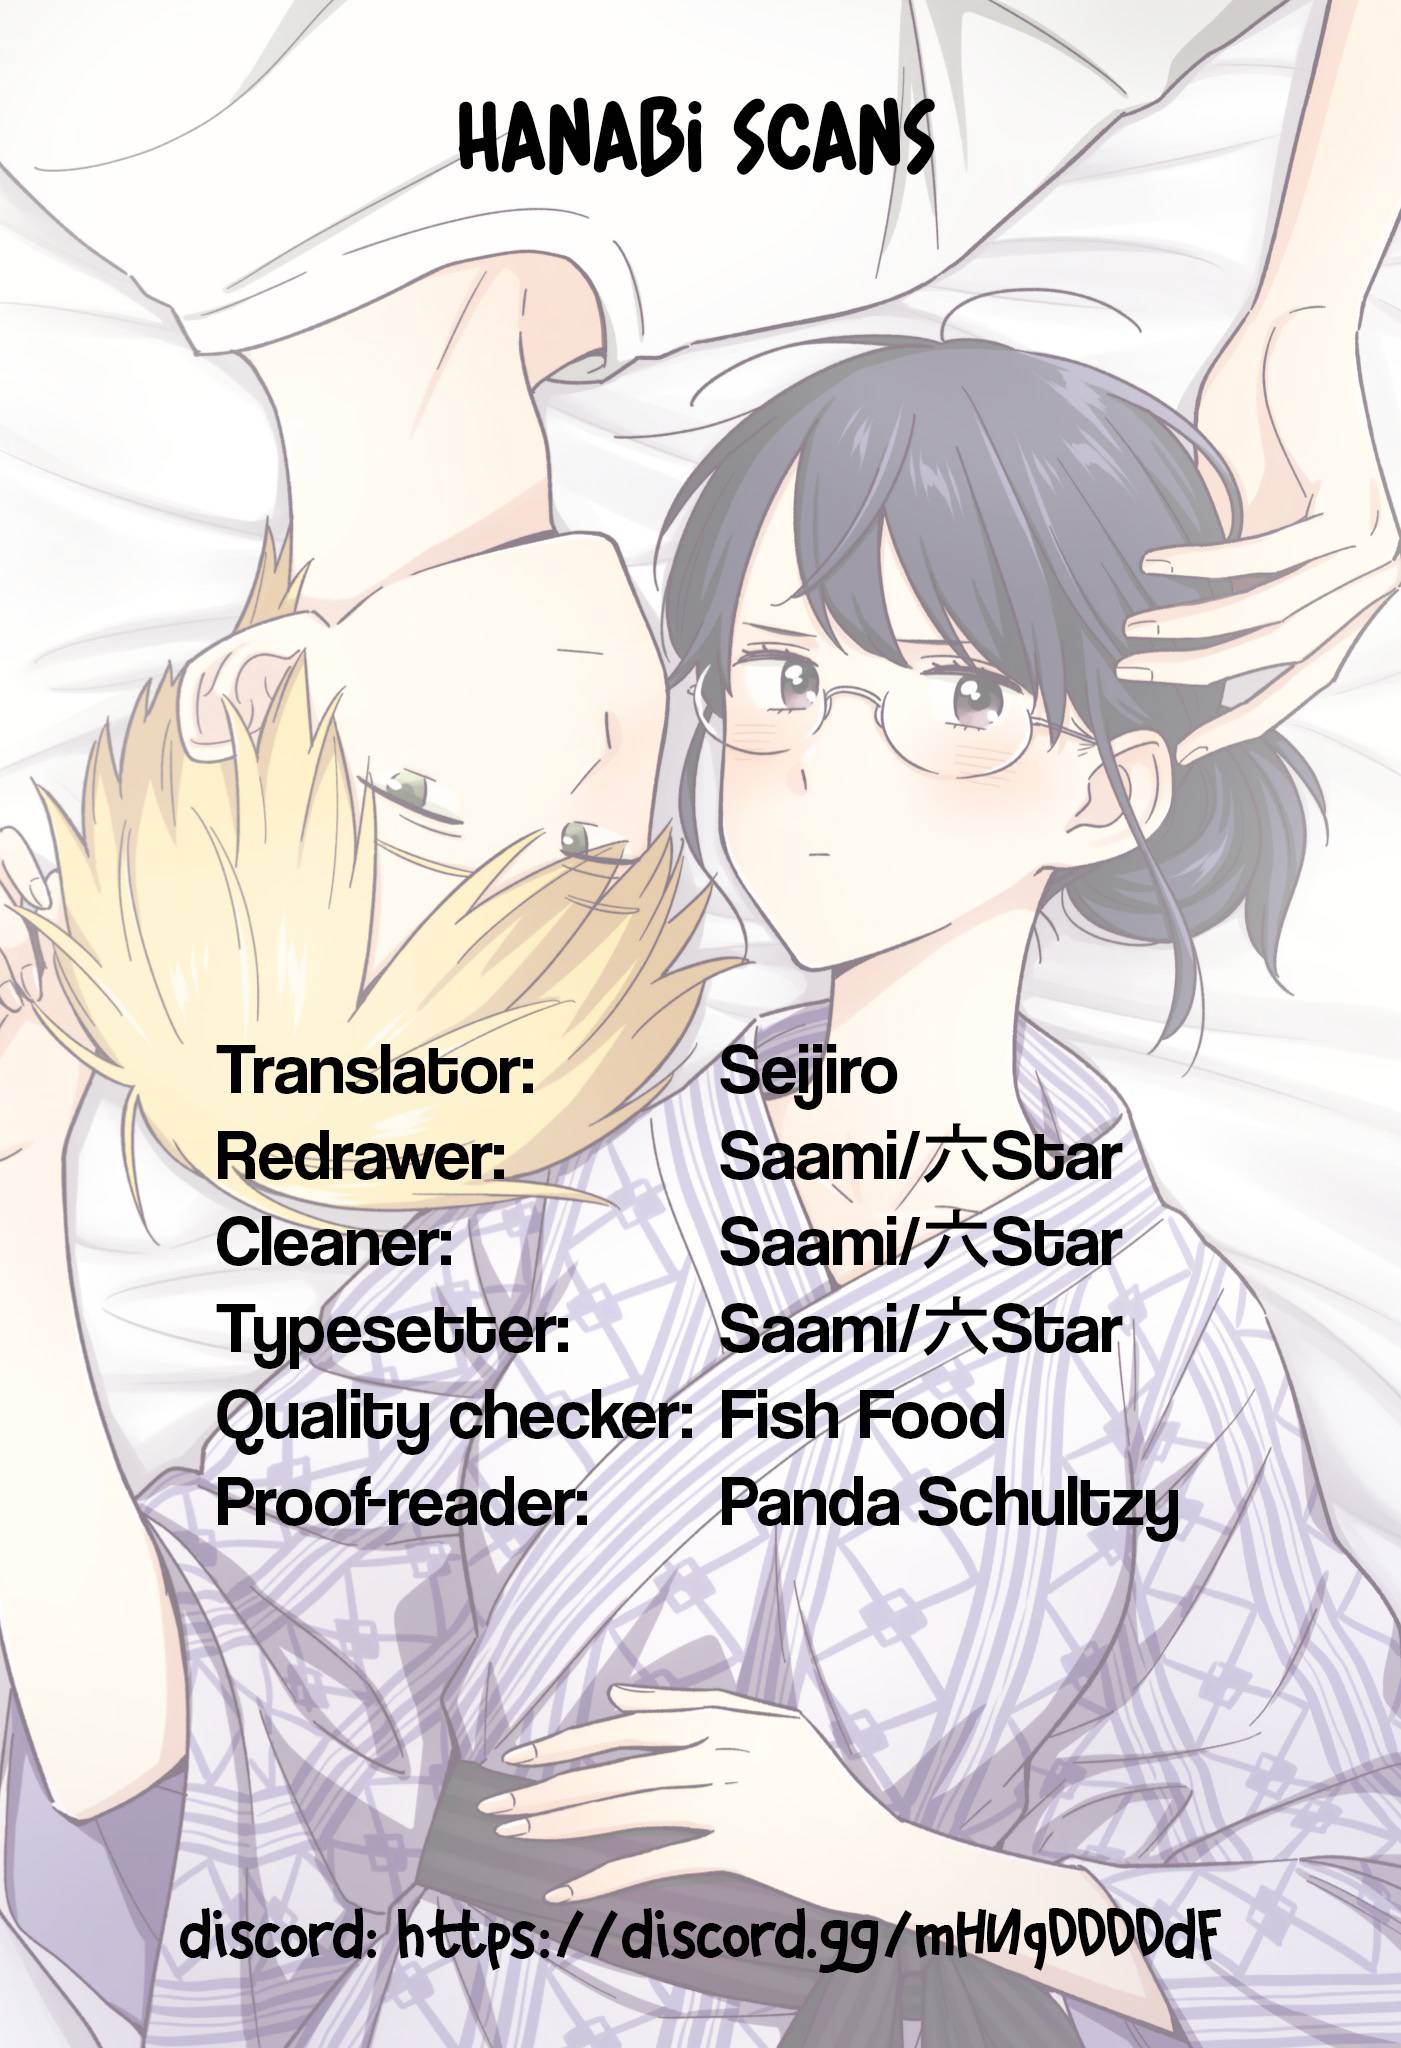 HANABi SCANS
Translator: Seijiro
Redrawer: Saami/六Star
Cleaner: Saami/六Star
Typesetter: Saami/六Star
Quality checker: Fish Food
Proof-reader: Panda Schultzy
discord: https://discord.gg/mHNqDDDDdF